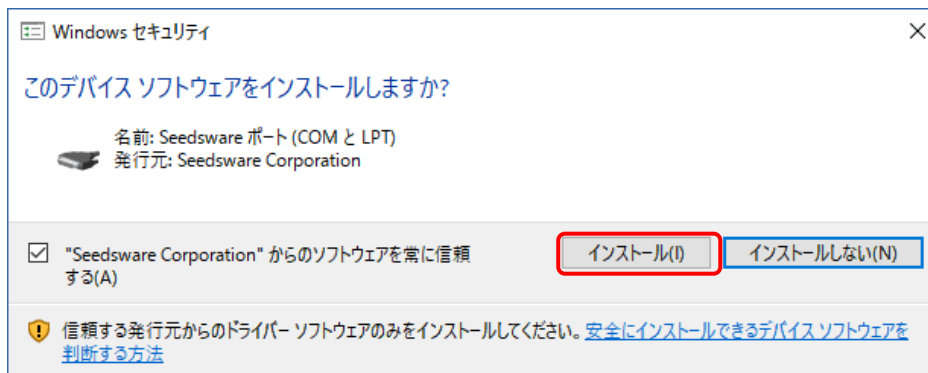 Windows セキュリティ
このデバイス ソフトウェアをインストールしますか?
名前: Seedsware ポート (COM と LPT)
発行元: Seedsware Corporation
"Seedsware Corporation" からのソフトウェアを常に信頼
する(A)
インストール(I)
インストールしない(N)
信頼する発行元からのドライバー ソフトウェアのみをインストールしてください。安全にインストールできるデバイス ソフトウェアを
判断する方法